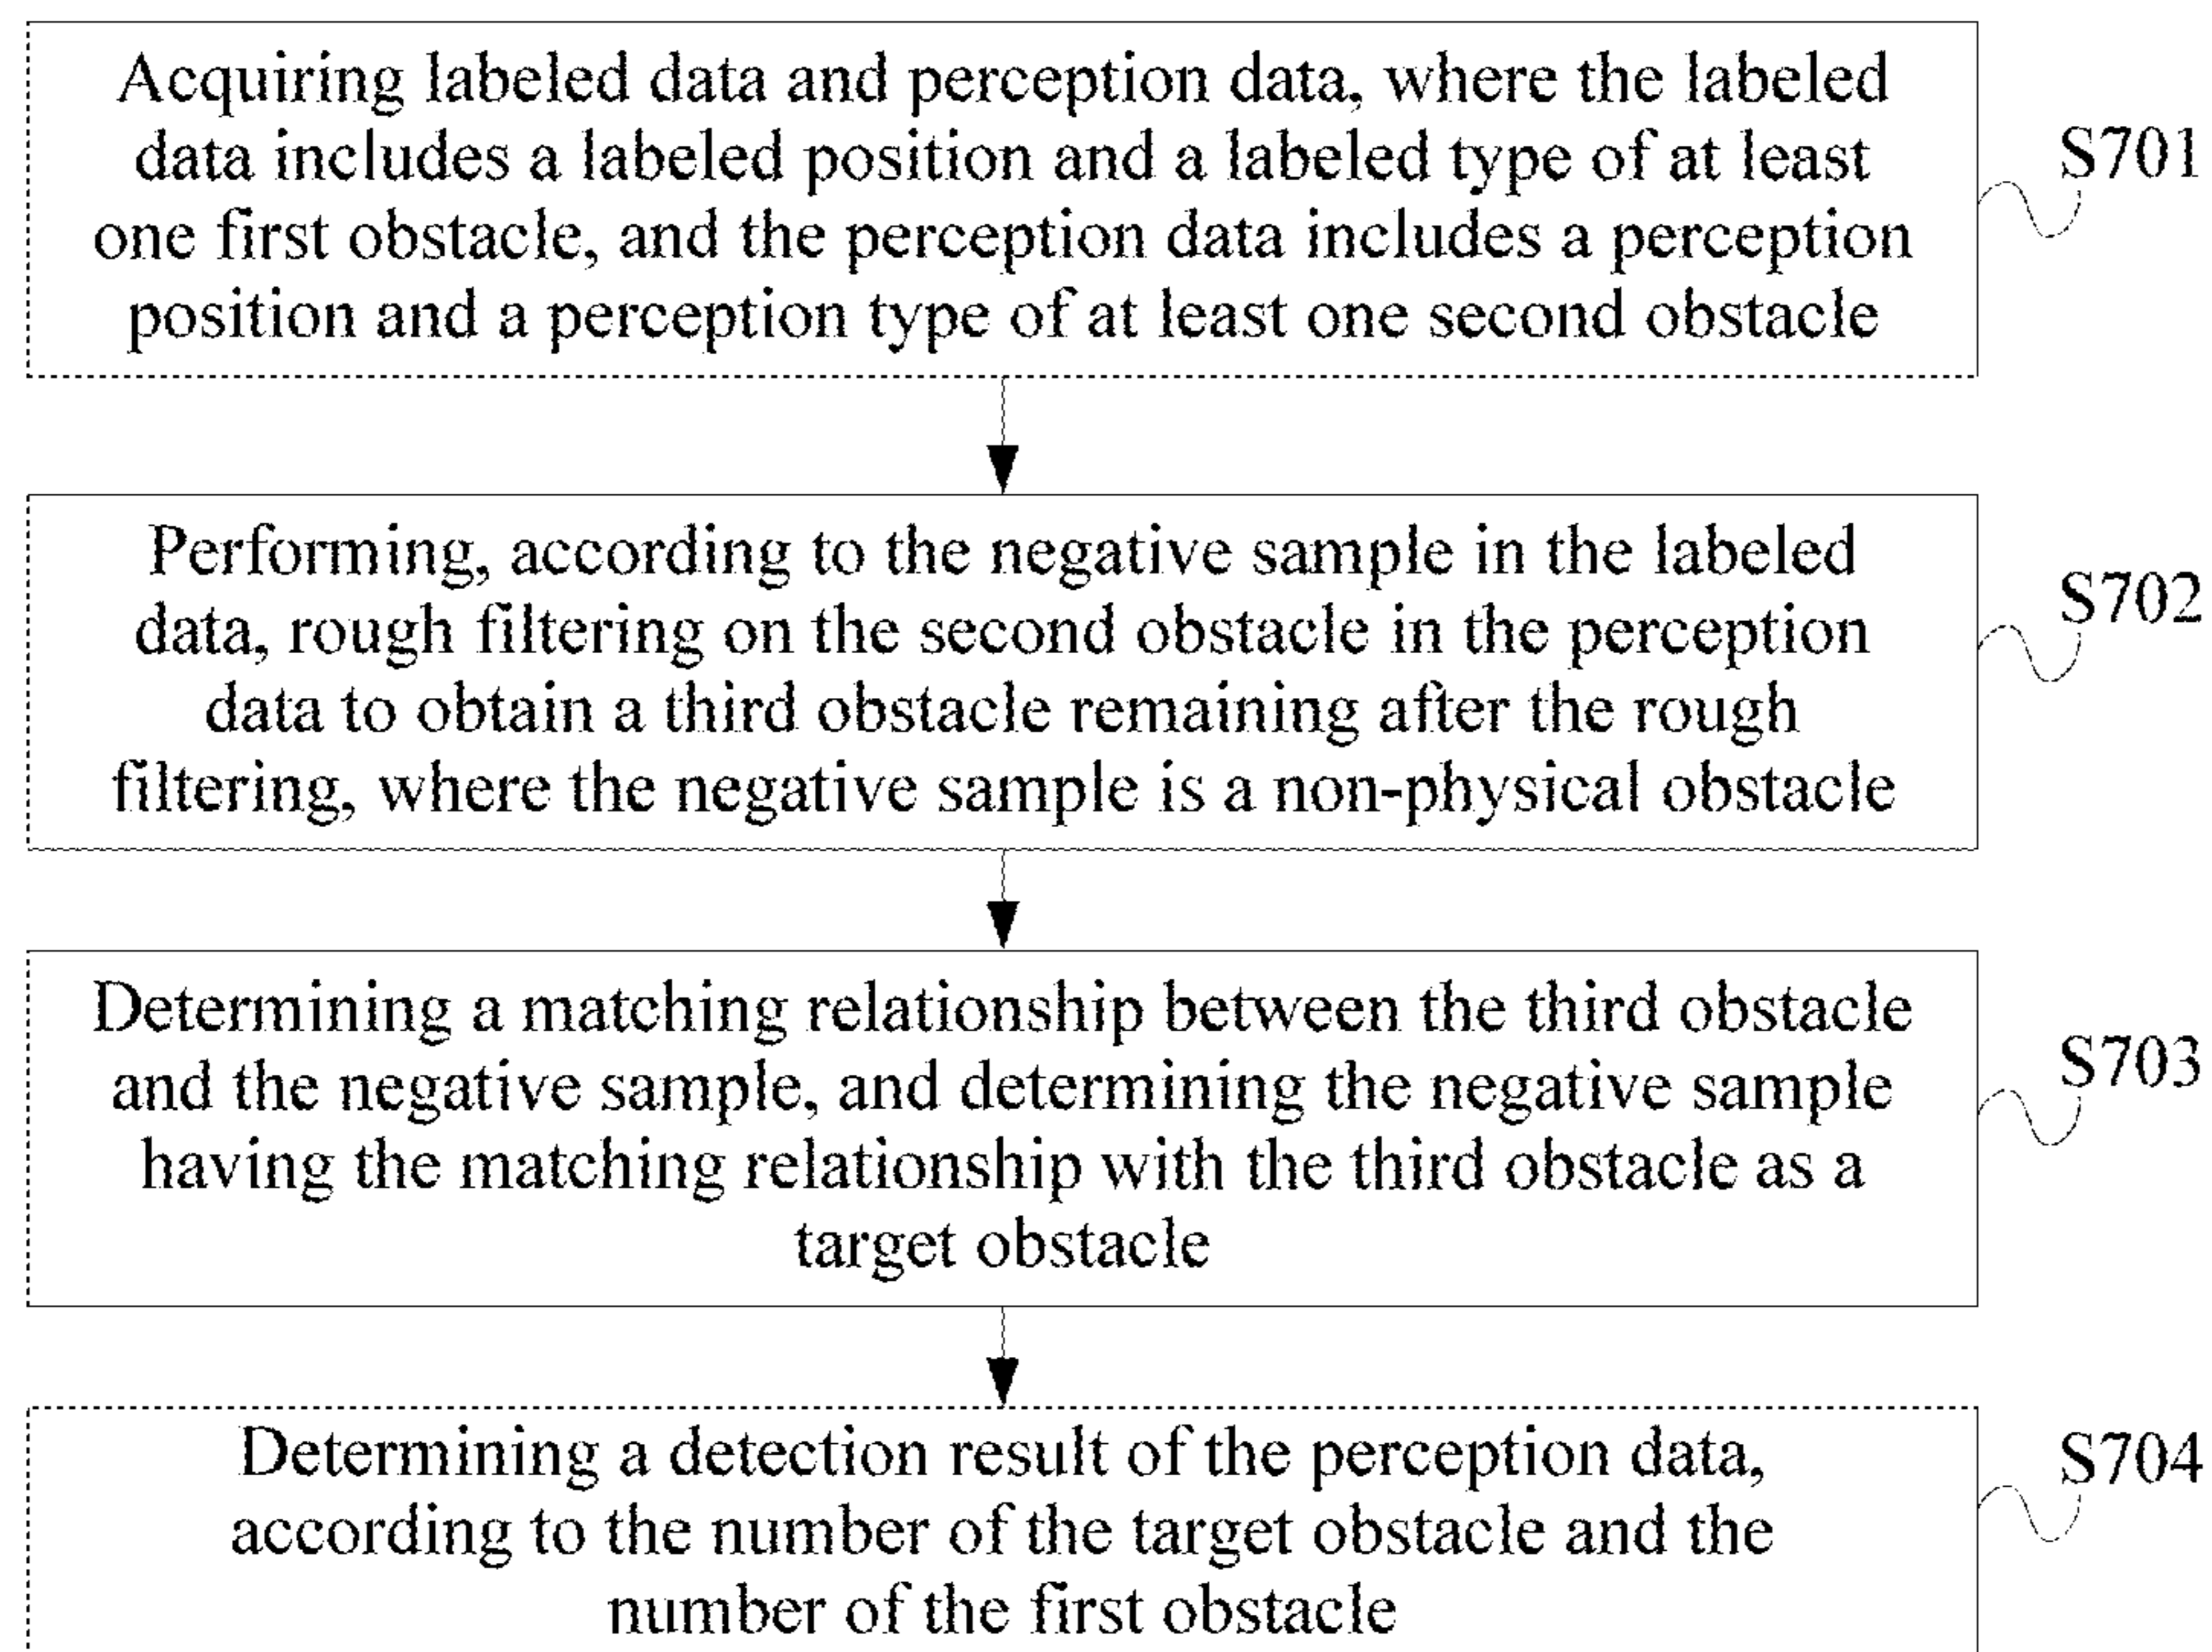 Acquiring labeled data and perception data, where the labeled
data includes a labeled position and a labeled type of at least
one first obstacle, and the perception data includes a perception
position and a perception type of at least one second obstacle
S701
Performing, according to the negative sample in the labeled
data, rough filtering on the second obstacle in the perception
data to obtain a third obstacle remaining after the rough
filtering, where the negative sample is a non-physical obstacle
S702
Determining a matching relationship between the third obstacle
and the negative sample, and determining the negative sample
having the matching relationship with the third obstacle as a
target obstacle
S703
Determining a detection result of the perception data,
according to the number of the target obstacle and the
number of the first obstacle
S704